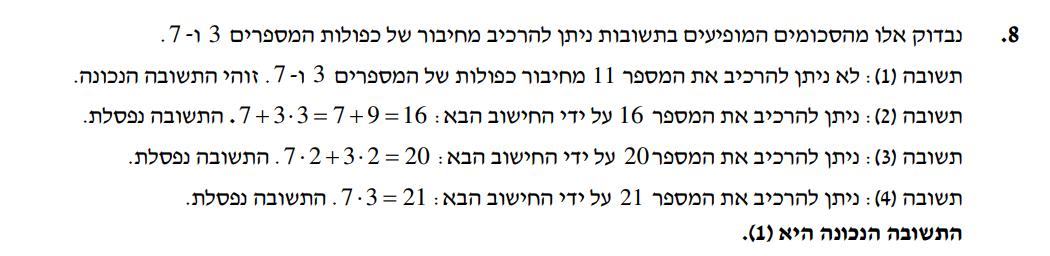 8. נבדוק אלו מהסכומים המופיעים בתשובות ניתן להרכיב מחיבור של כפולות המספרים 3 ו-7.
תשובה (1): לא ניתן להרכיב את המספר 11 מחיבור כפולות של המספרים 3 ו-7. זוהי התשובה הנכונה.
תשובה (2): ניתן להרכיב את המספר 16 על ידי החישוב הבא: 7+3·3=7+9=16. התשובה נפסלת.
תשובה (3): ניתן להרכיב את המספר 20 על ידי החישוב הבא: 7·2+3·2=20. התשובה נפסלת.
תשובה (4): ניתן להרכיב את המספר 21 על ידי החישוב הבא: 7·3=21. התשובה נפסלת.
התשובה הנכונה היא (1).